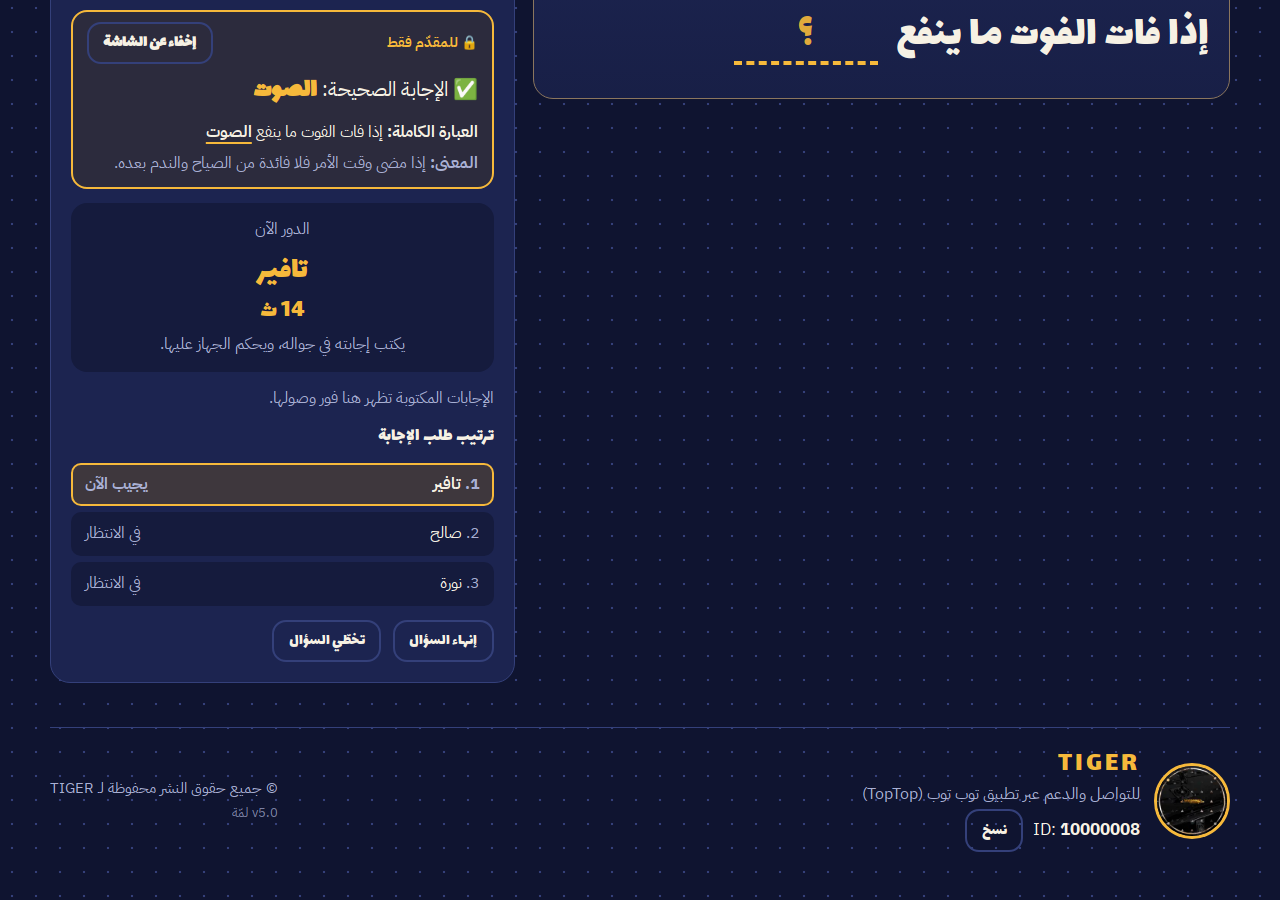 إذا فات الفوت ما ينفع ؟
🔒 للمقدّم فقط
إخفاء عن الشاشة
✅ الإجابة الصحيحة: الصوت
العبارة الكاملة: إذا فات الفوت ما ينفع الصوت
المعنى: إذا مضى وقت الأمر فلا فائدة من الصياح والندم بعده.
الدور الآن
تافير
14 ث
يكتب إجابته في جواله، ويحكم الجهاز عليها.
الإجابات المكتوبة تظهر هنا فور وصولها.
ترتيب طلب الإجابة
1. تافير يجيب الآن
2. صالح في الانتظار
3. نورة في الانتظار
إنهاء السؤال
تخطّي السؤال
TIGER
للتواصل والدعم عبر تطبيق توب توب (TopTop)
ID: 10000008 نسخ
© جميع حقوق النشر محفوظة لـ TIGER
لمّة v5.0